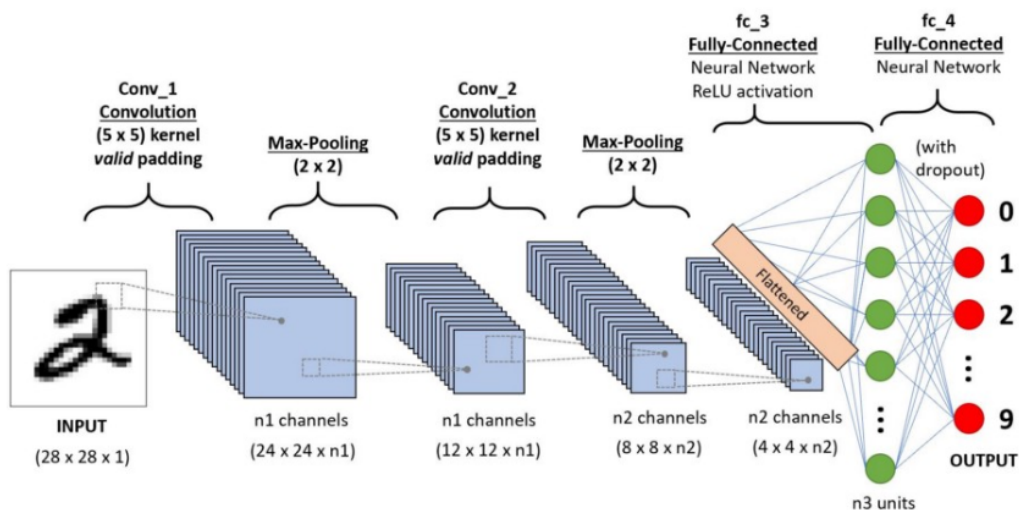 fc_3
Fully-Connected
Neural Network
ReLU activation
fc_4
Fully-Connected
Neural Network
Conv_1
Convolution
(5 x 5) kernel
valid padding
Max-Pooling
(2 x 2)
Conv_2
Convolution
(5 x 5) kernel
valid padding
Max-Pooling
(2 x 2)
(with
dropout)
Flattened
0
1
2
9
INPUT
(28 x 28 x 1)
n1 channels
(24 x 24 x n1)
n1 channels
(12 x 12 x n1)
n2 channels
(8 x 8 x n2)
n2 channels
(4 x 4 x n2)
OUTPUT
n3 units
2